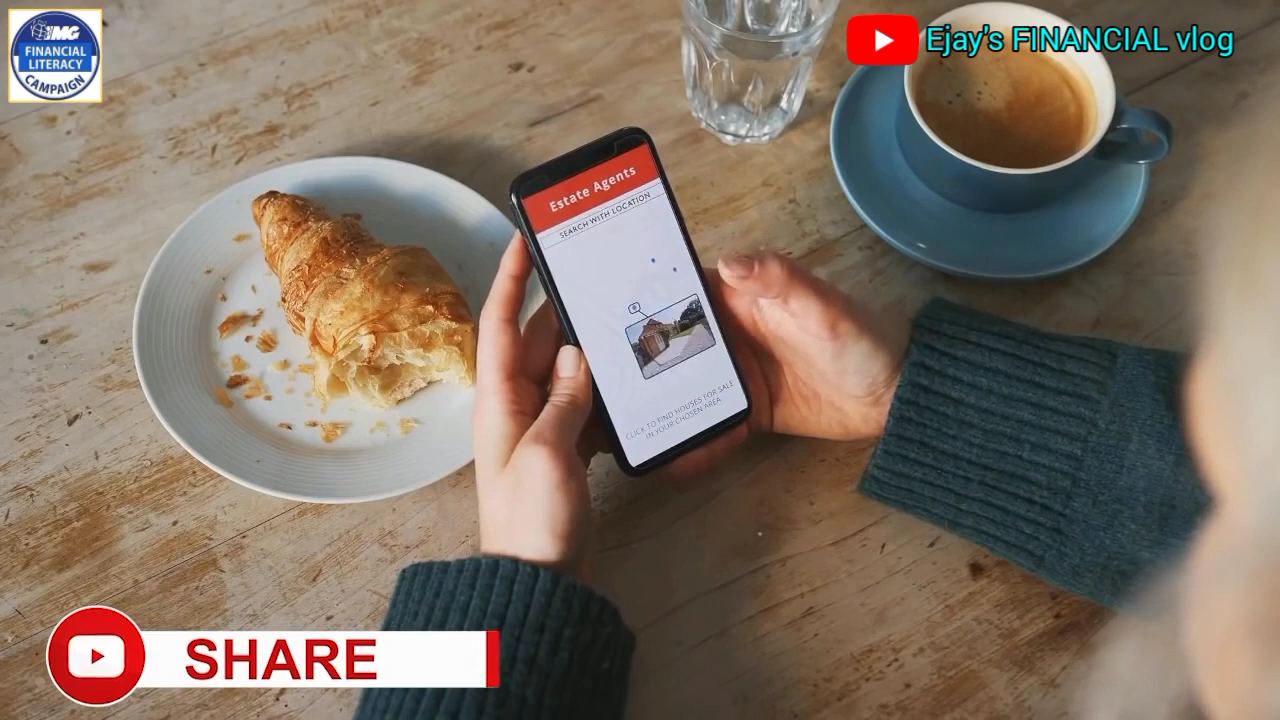 IMG
FINANCIAL
LITERACY
CAMPAIGN
Ejay's FINANCIAL vlog
Estate Agents
SEARCH WITH LOCATION
CLICK TO FIND HOUSES FOR SALE
IN YOUR CHOSEN AREA
SHARE